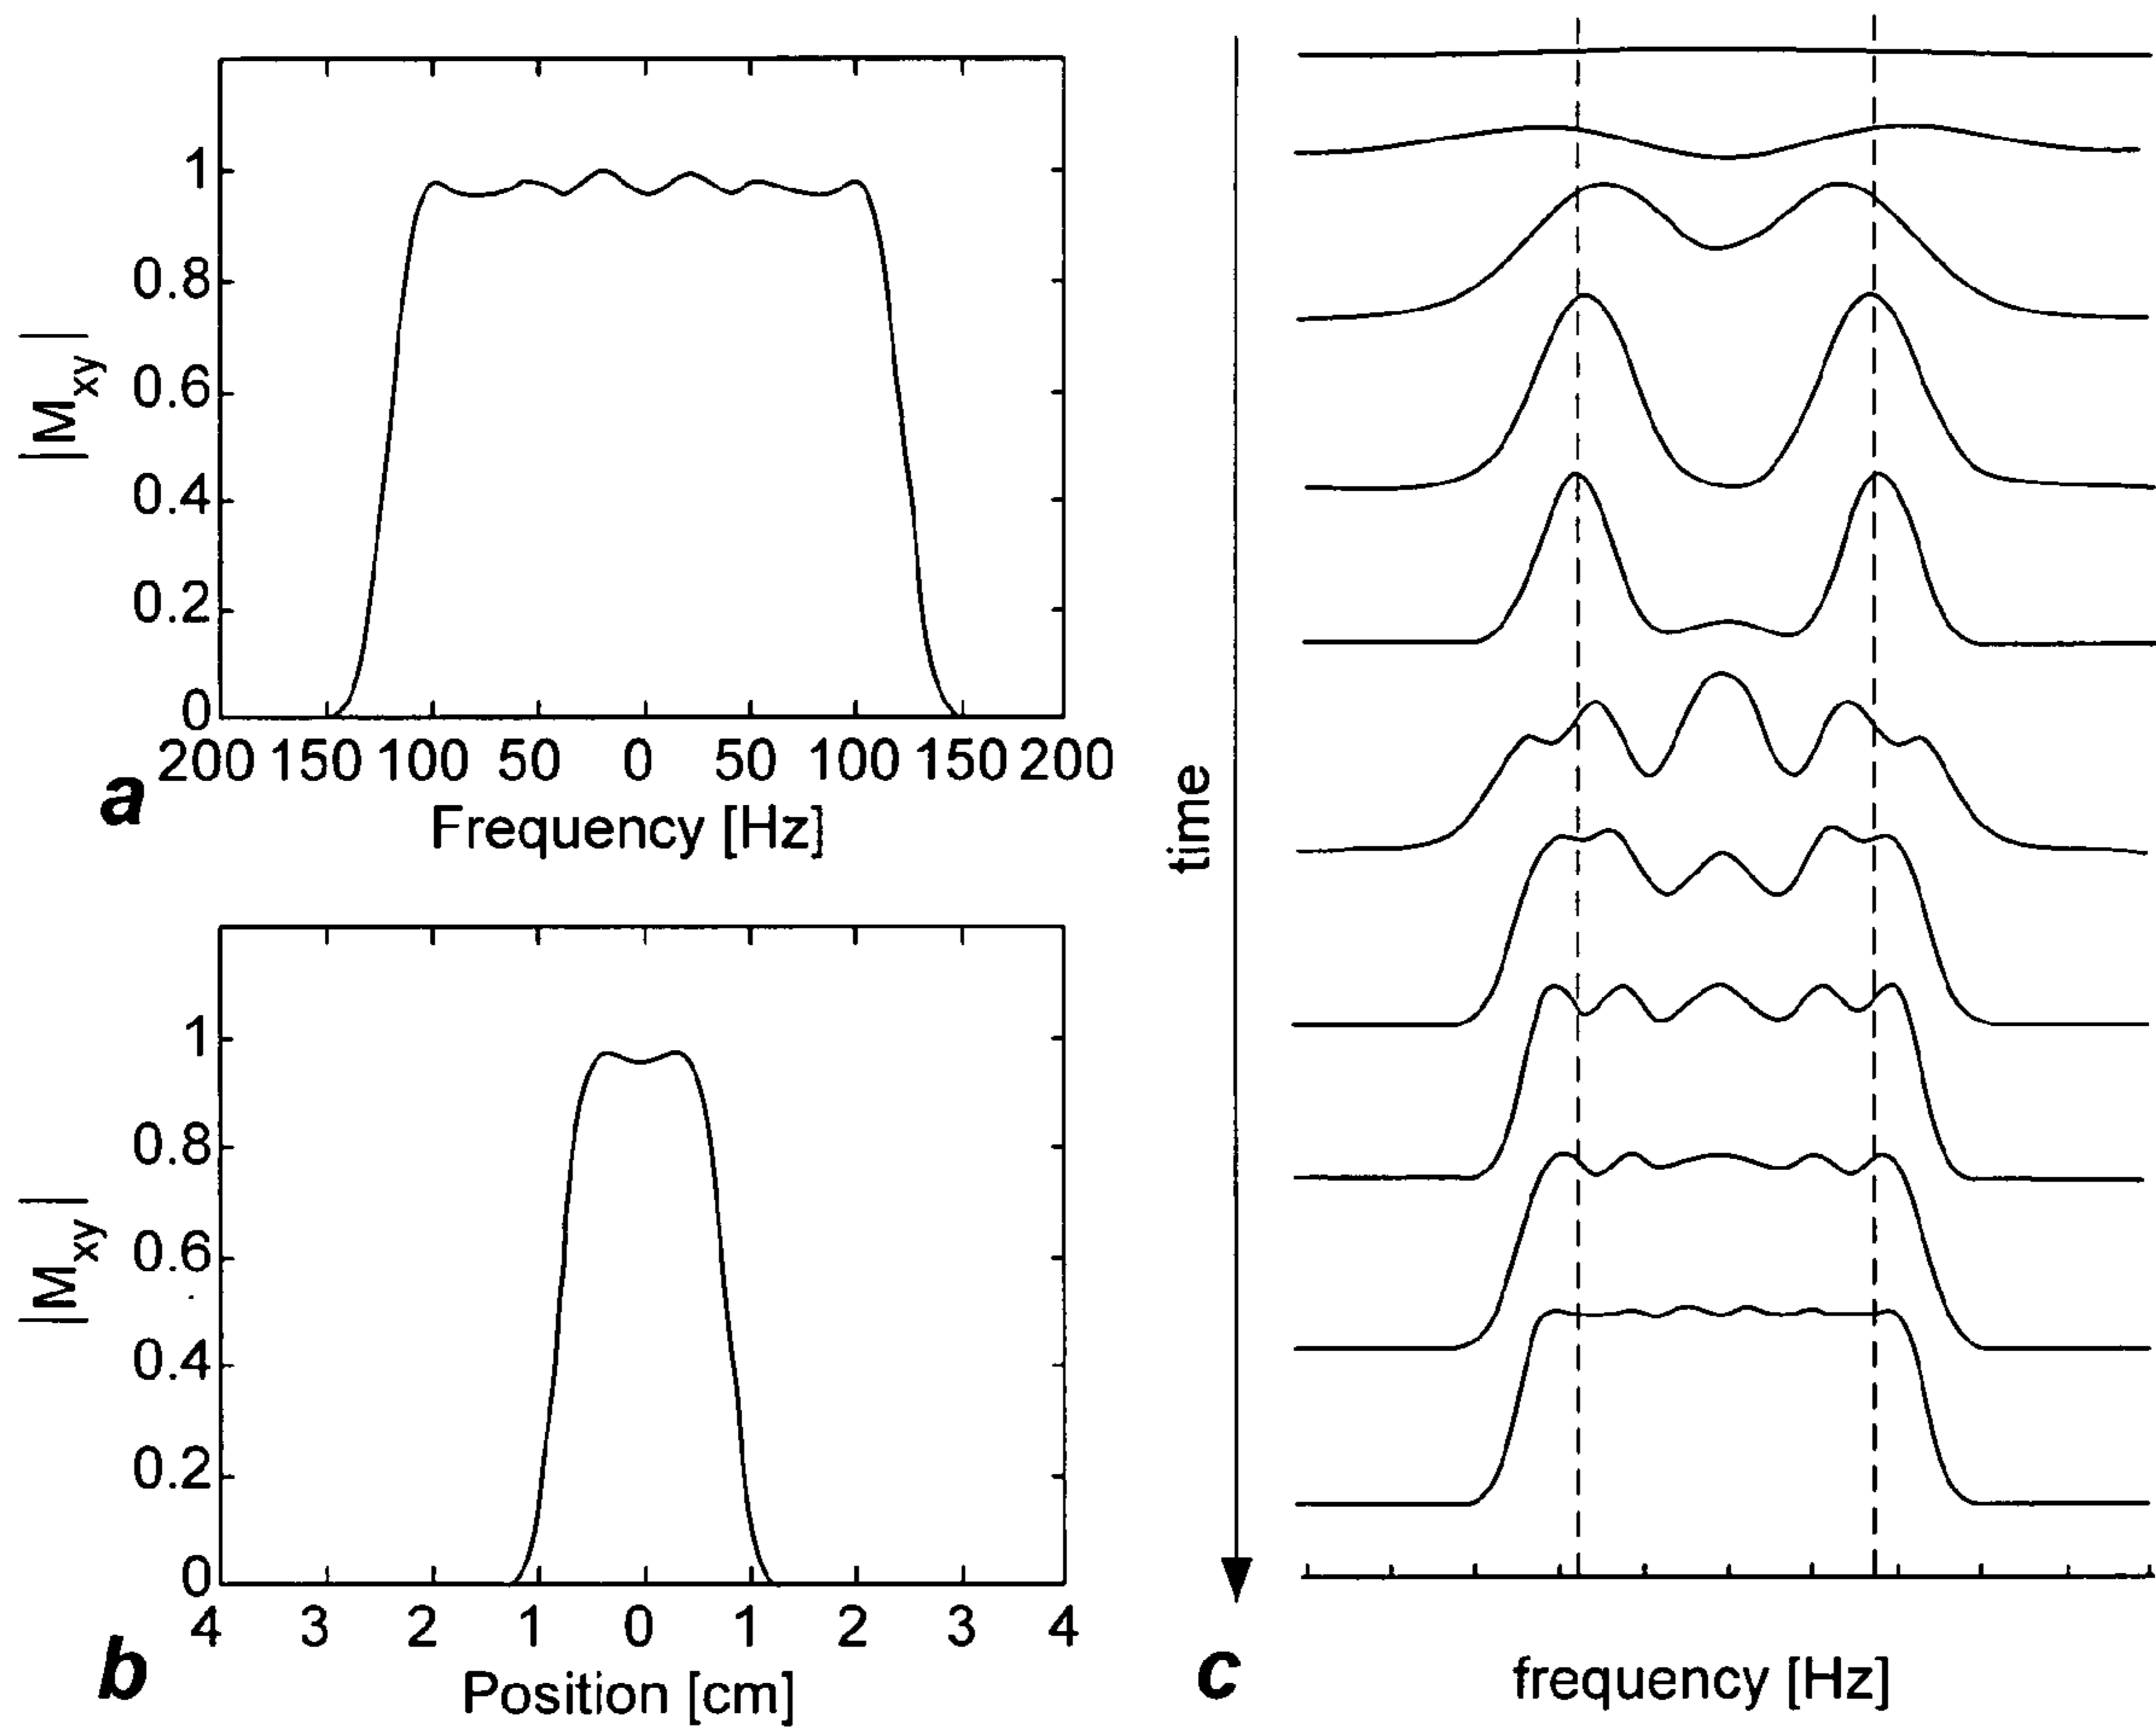 |Mxy|
1
0.8
0.6
0.4
0.2
0
200 150 100 50 0 50 100 150 200
Frequency [Hz]
a
|Mxy|
1
0.8
0.6
0.4
0.2
0
4 3 2 1 0 1 2 3 4
Position [cm]
b
time
c
frequency [Hz]